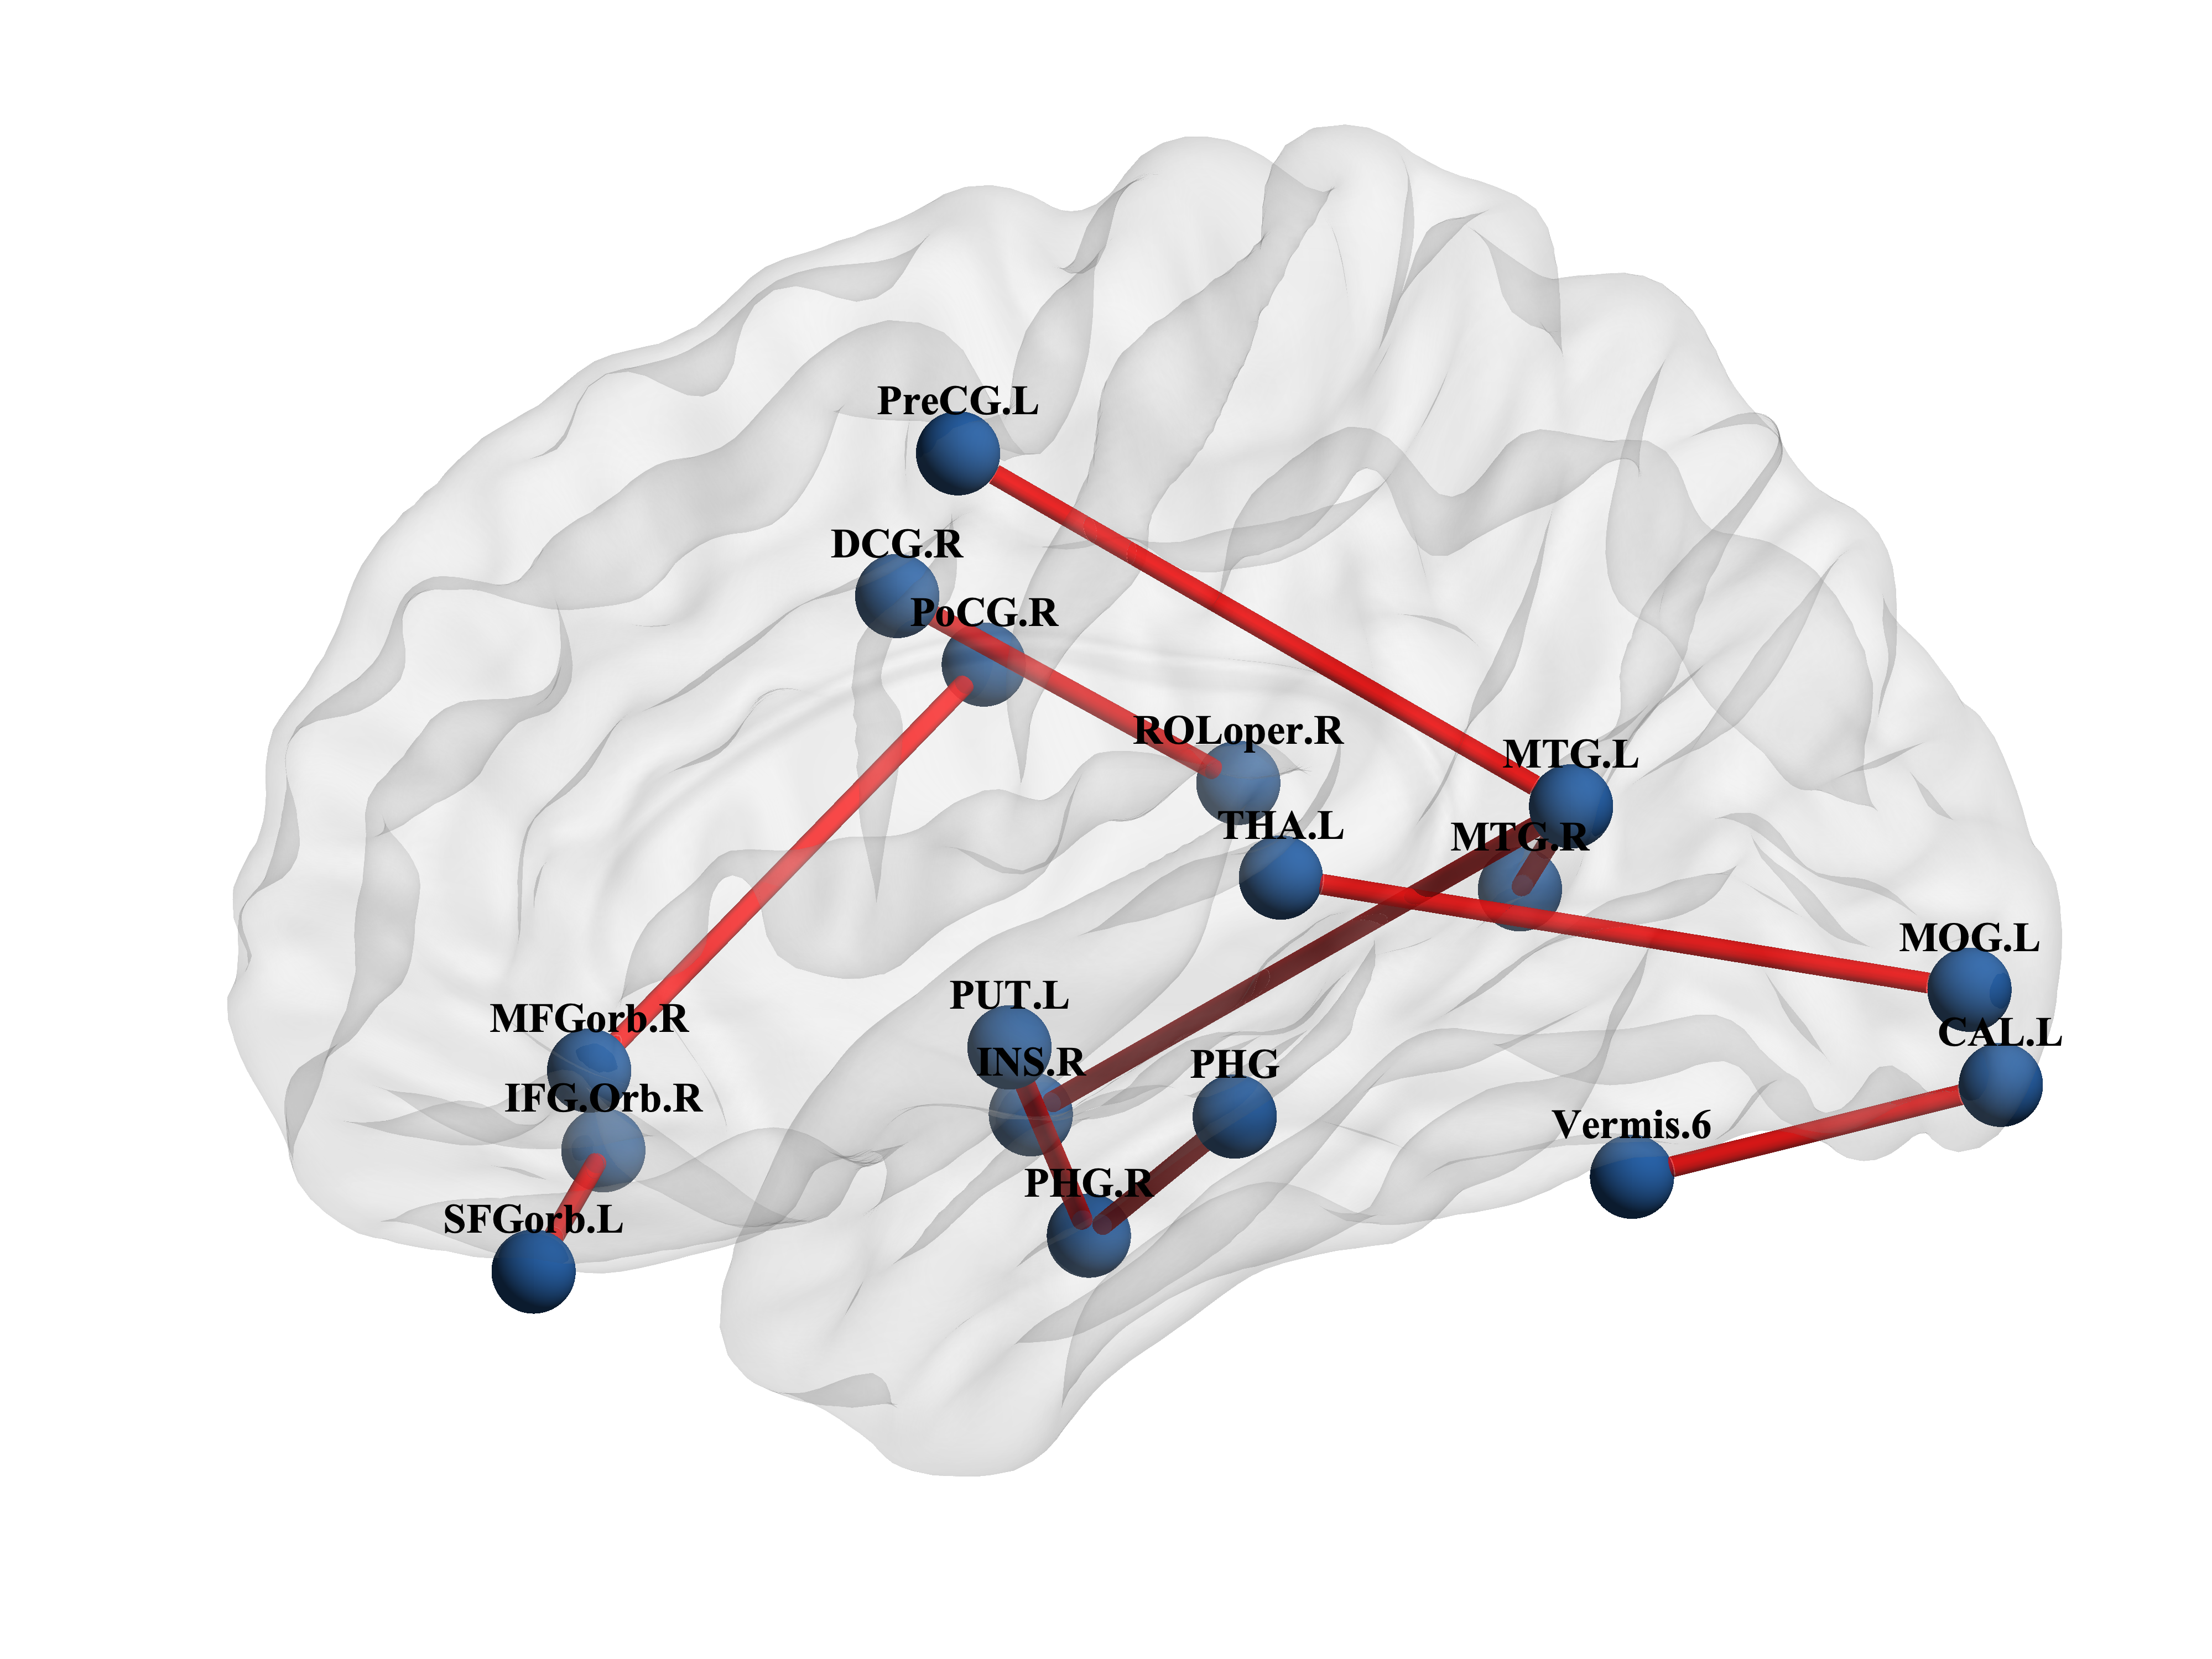 PreCG.L
DCG.R
PoCG.R
ROLoper.R
MTG.L
THA.L
MTG.R
MOG.L
PUT.L
MFGorb.R
CAL.L
INS.R
PHG
IFG.Orb.R
Vermis.6
PHG.R
SFGorb.L